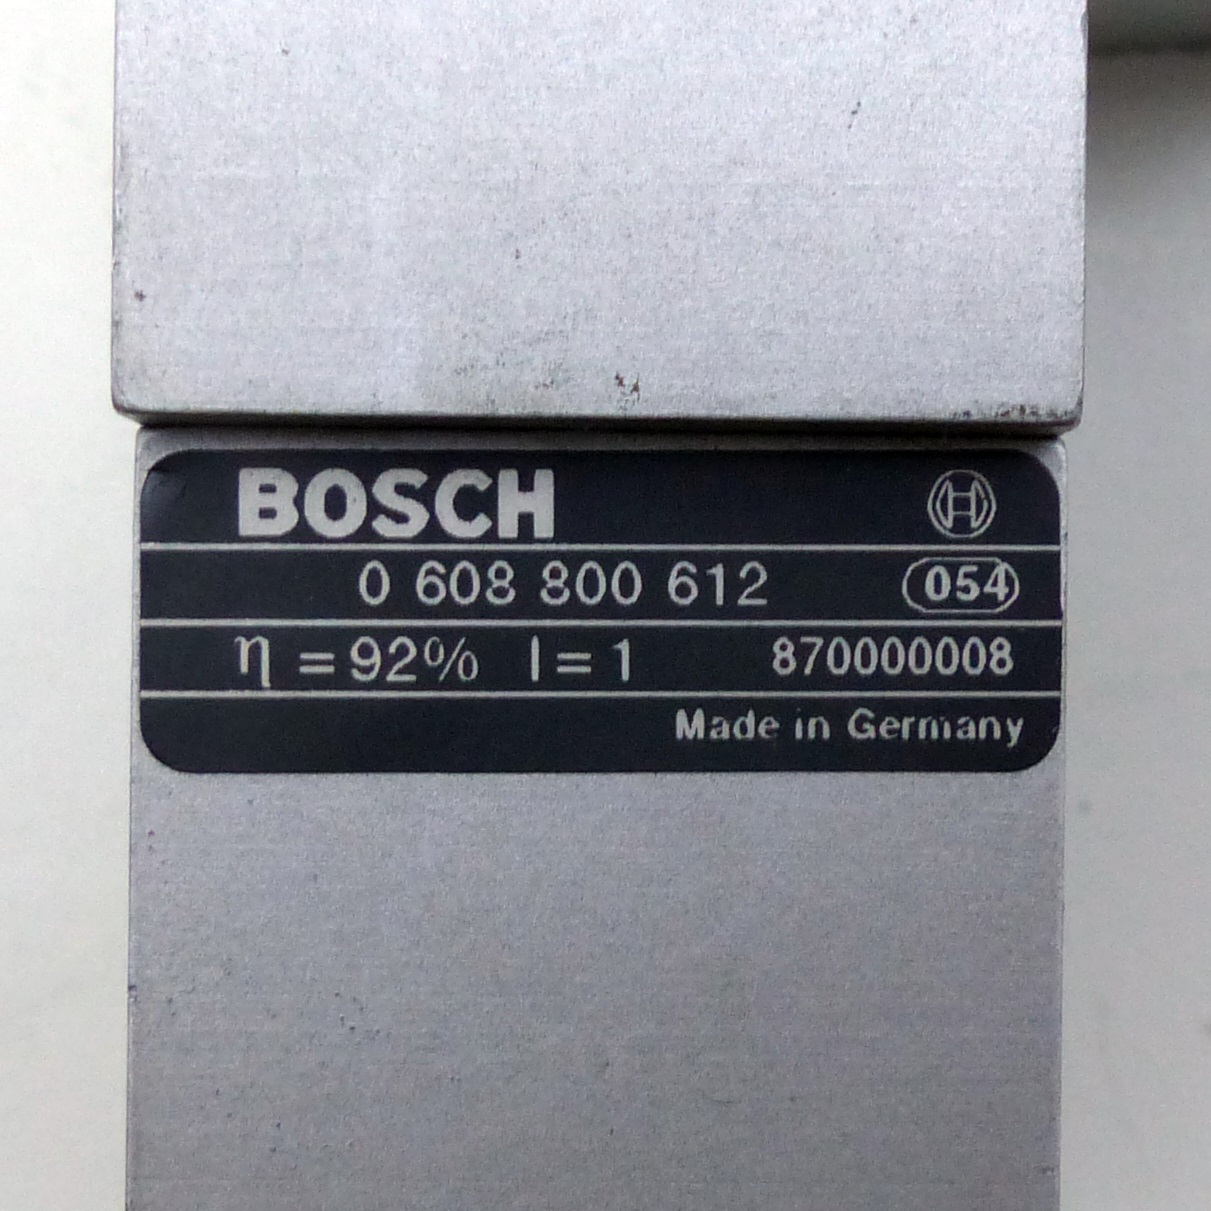 BOSCH
0 608 800 612 054
η = 92% I = 1 870000008
Made in Germany